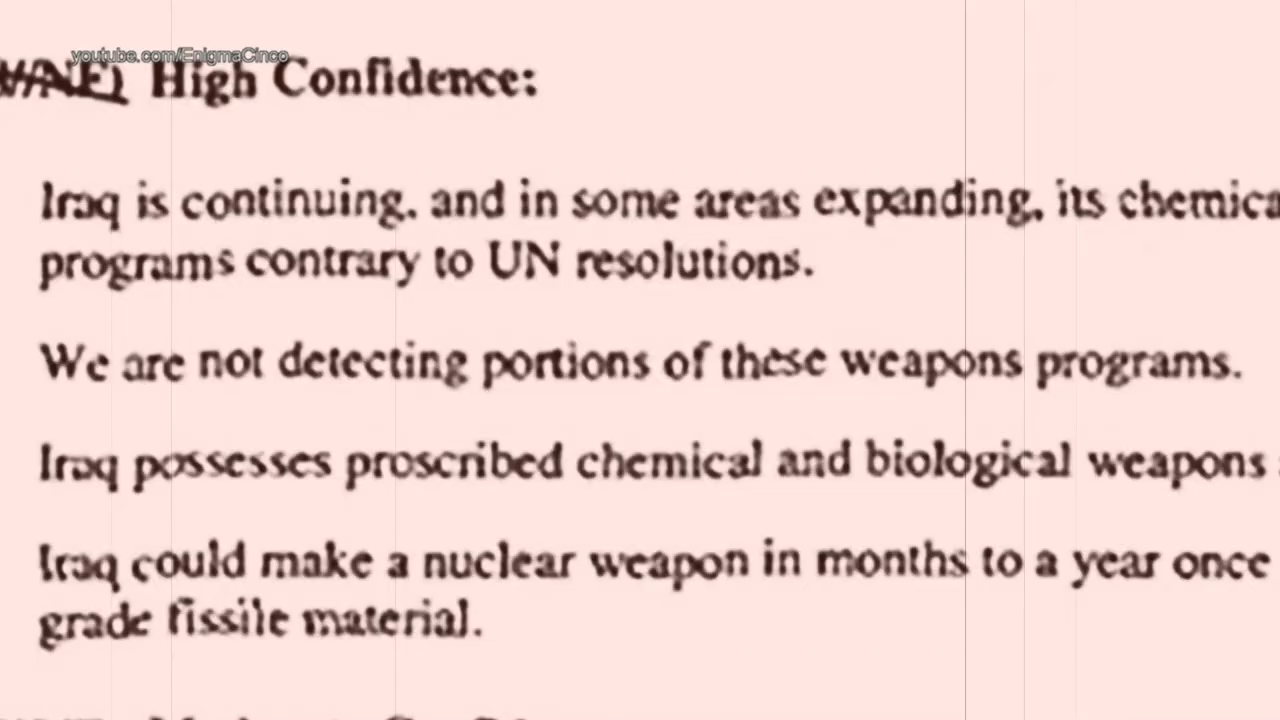 youtube.com/EnigmaCinco
High Confidence:
Iraq is continuing, and in some areas expanding, its chemica
programs contrary to UN resolutions.
We are not detecting portions of these weapons programs.
Iraq possesses proscribed chemical and biological weapons
Iraq could make a nuclear weapon in months to a year once
grade fissile material.